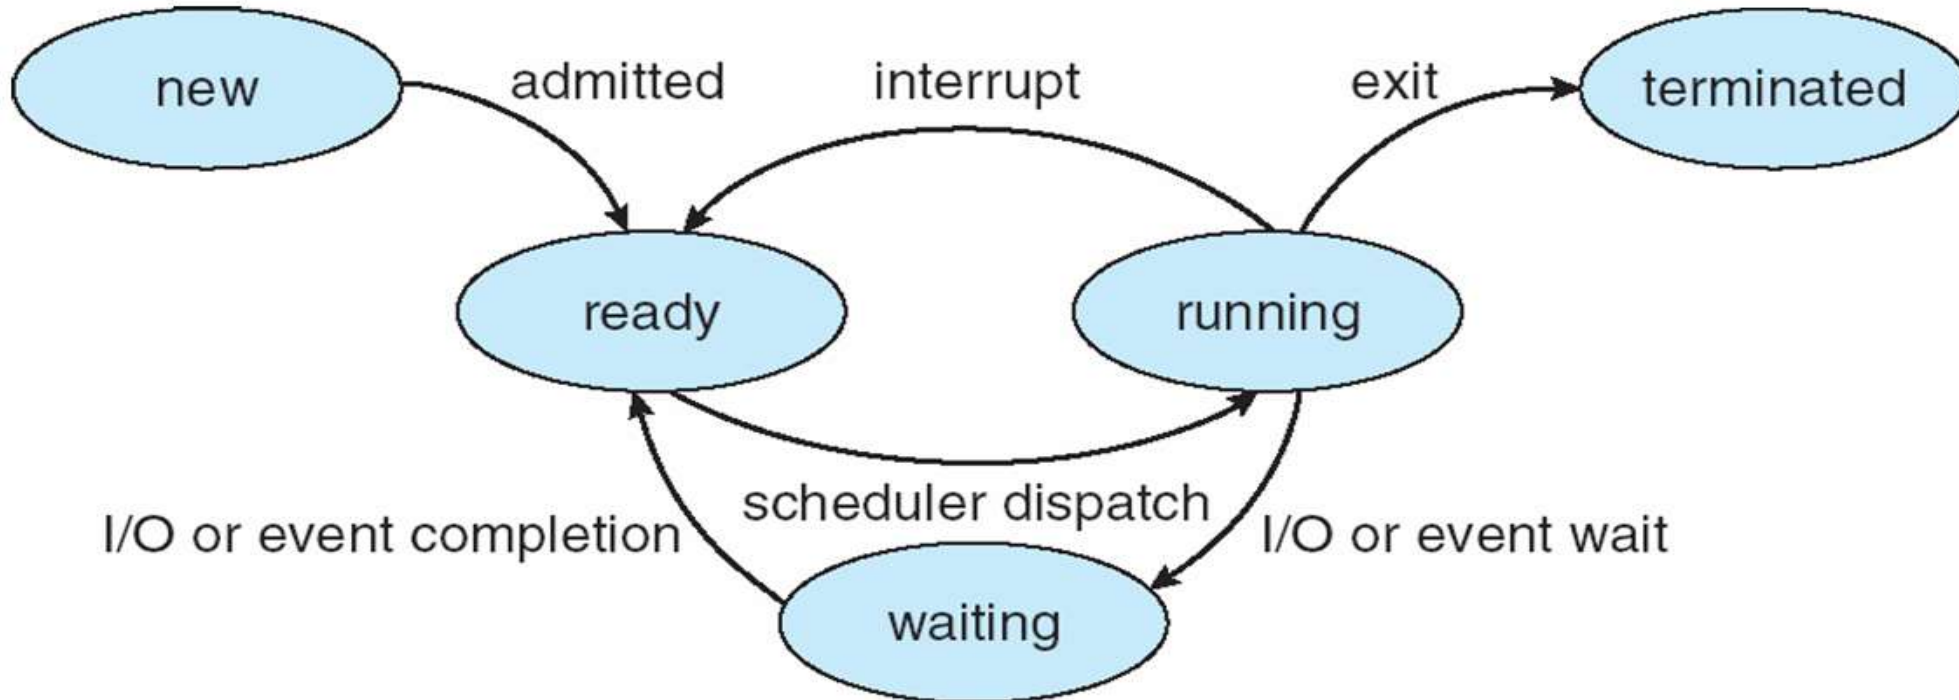 new
admitted
interrupt
exit
terminated
ready
running
scheduler dispatch
I/O or event completion
I/O or event wait
waiting